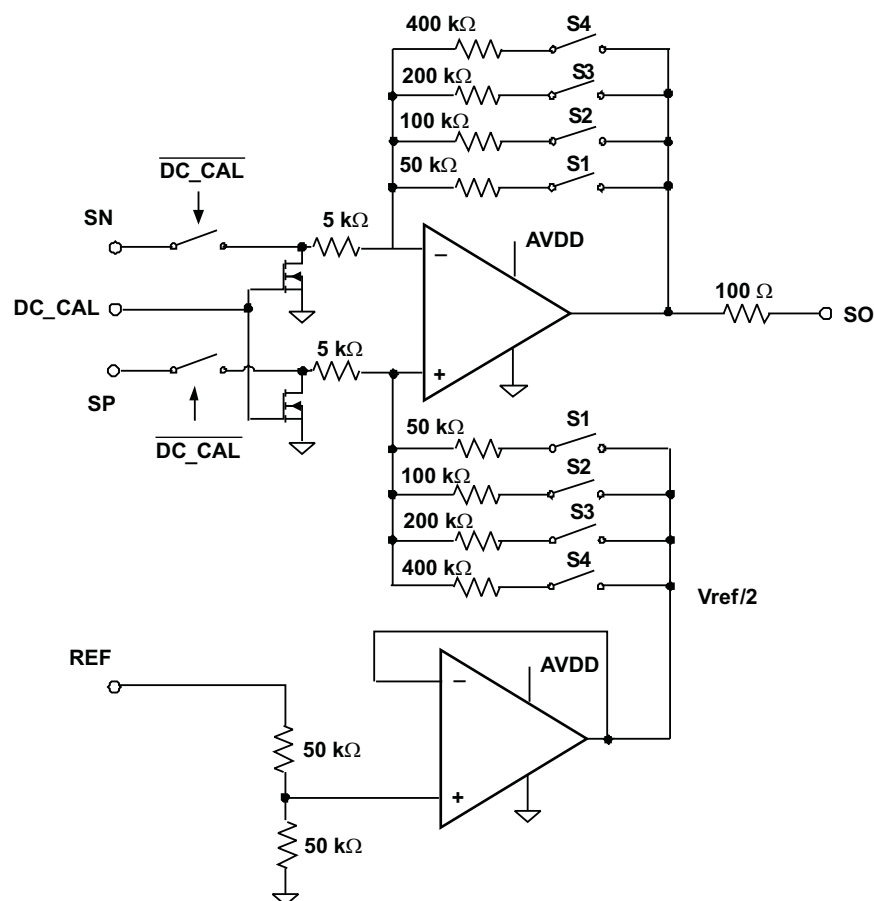 400 kΩ S4
200 kΩ S3
100 kΩ S2
50 kΩ S1
DC_CAL
SN
5 kΩ
− AVDD
DC_CAL
100 Ω
SO
5 kΩ
+
SP
DC_CAL
50 kΩ S1
100 kΩ S2
200 kΩ S3
400 kΩ S4
Vref/2
REF
− AVDD
50 kΩ
+
50 kΩ